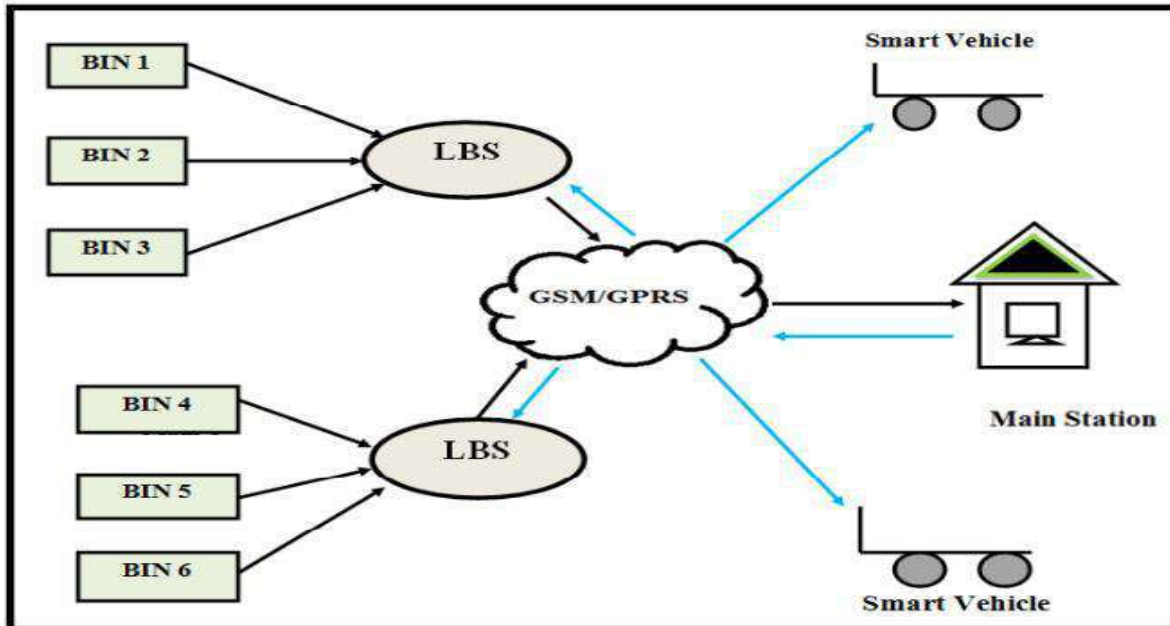 Smart Vehicle
BIN 1
BIN 2
LBS
BIN 3
GSM/GPRS
BIN 4
Main Station
BIN 5
LBS
BIN 6
Smart Vehicle